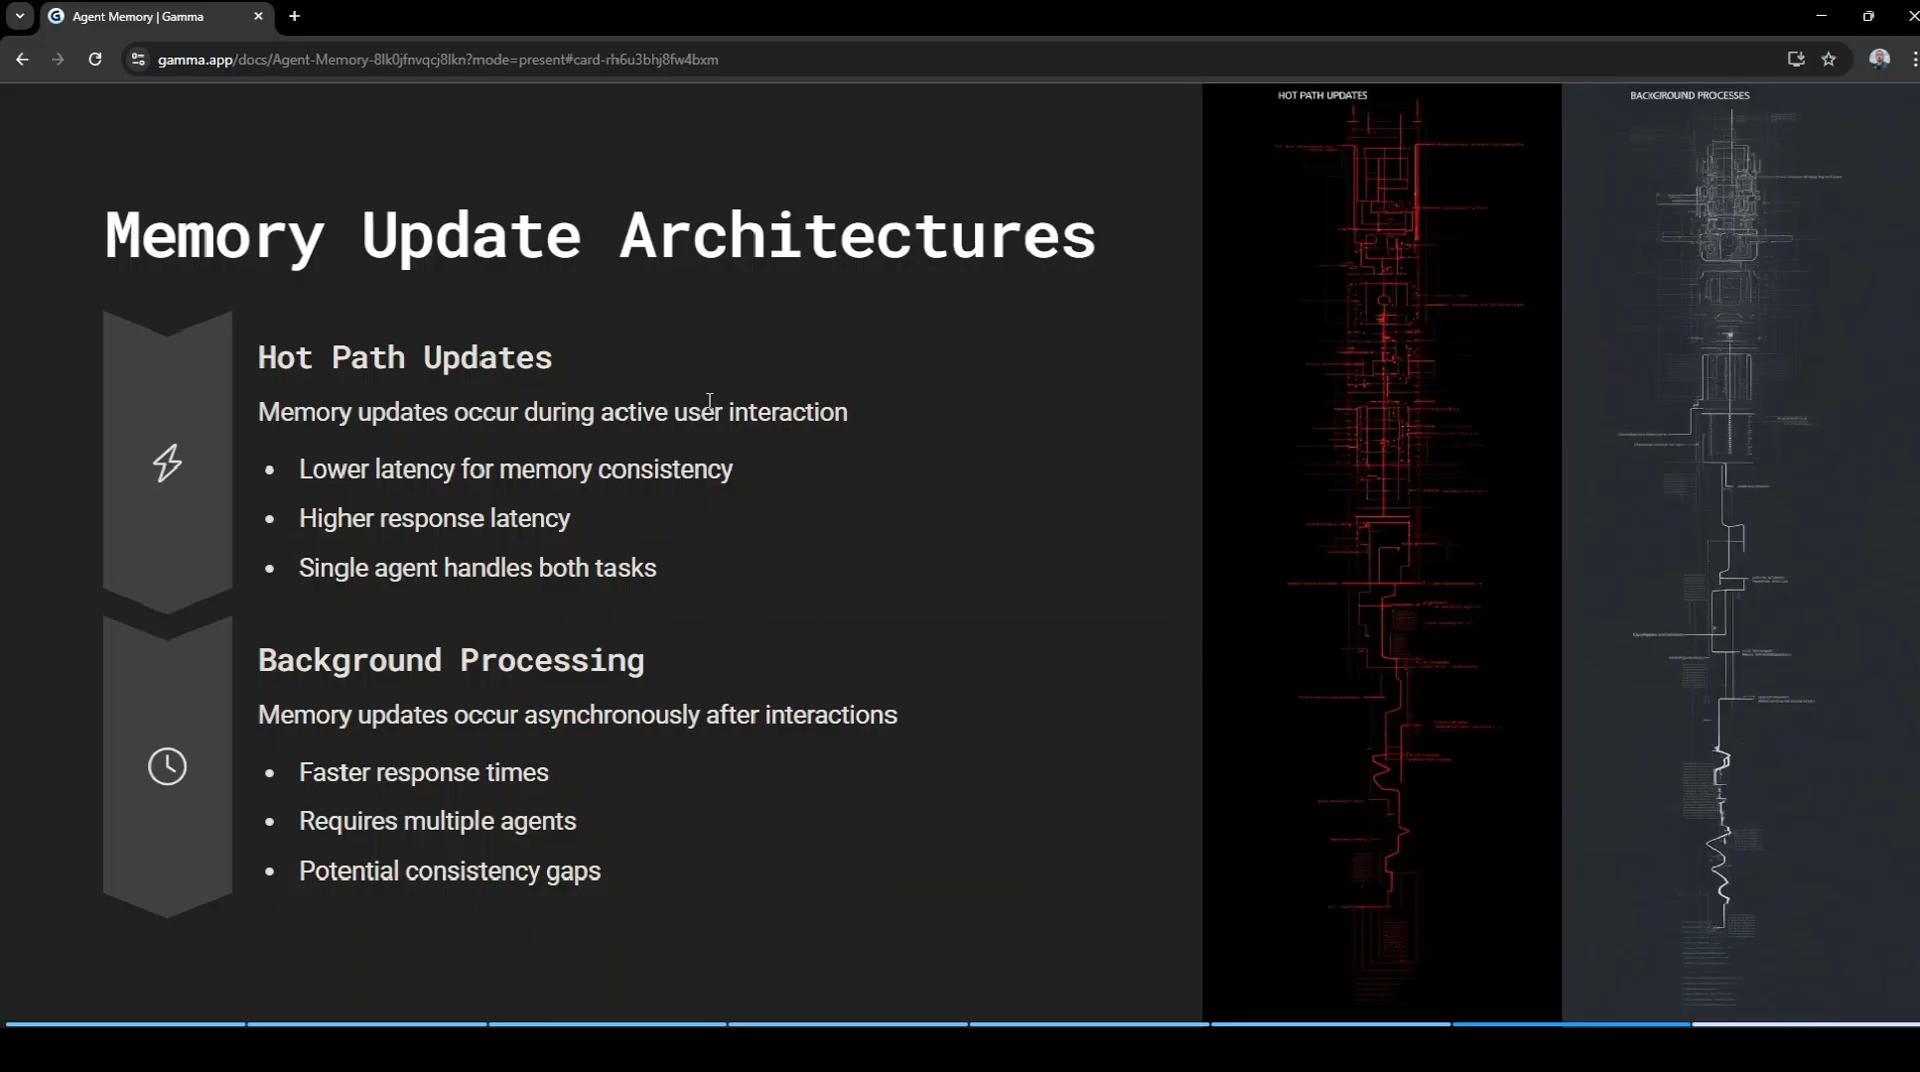 Agent Memory | Gamma
gamma.app/docs/Agent-Memory-8lk0jfnvqcj8lkn?mode=present#card-rh6u3bhj8fw4bxm
Memory Update Architectures
Hot Path Updates
Memory updates occur during active user interaction
Lower latency for memory consistency
Higher response latency
Single agent handles both tasks
Background Processing
Memory updates occur asynchronously after interactions
Faster response times
Requires multiple agents
Potential consistency gaps
HOT PATH UPDATES
BACKGROUND PROCESSES